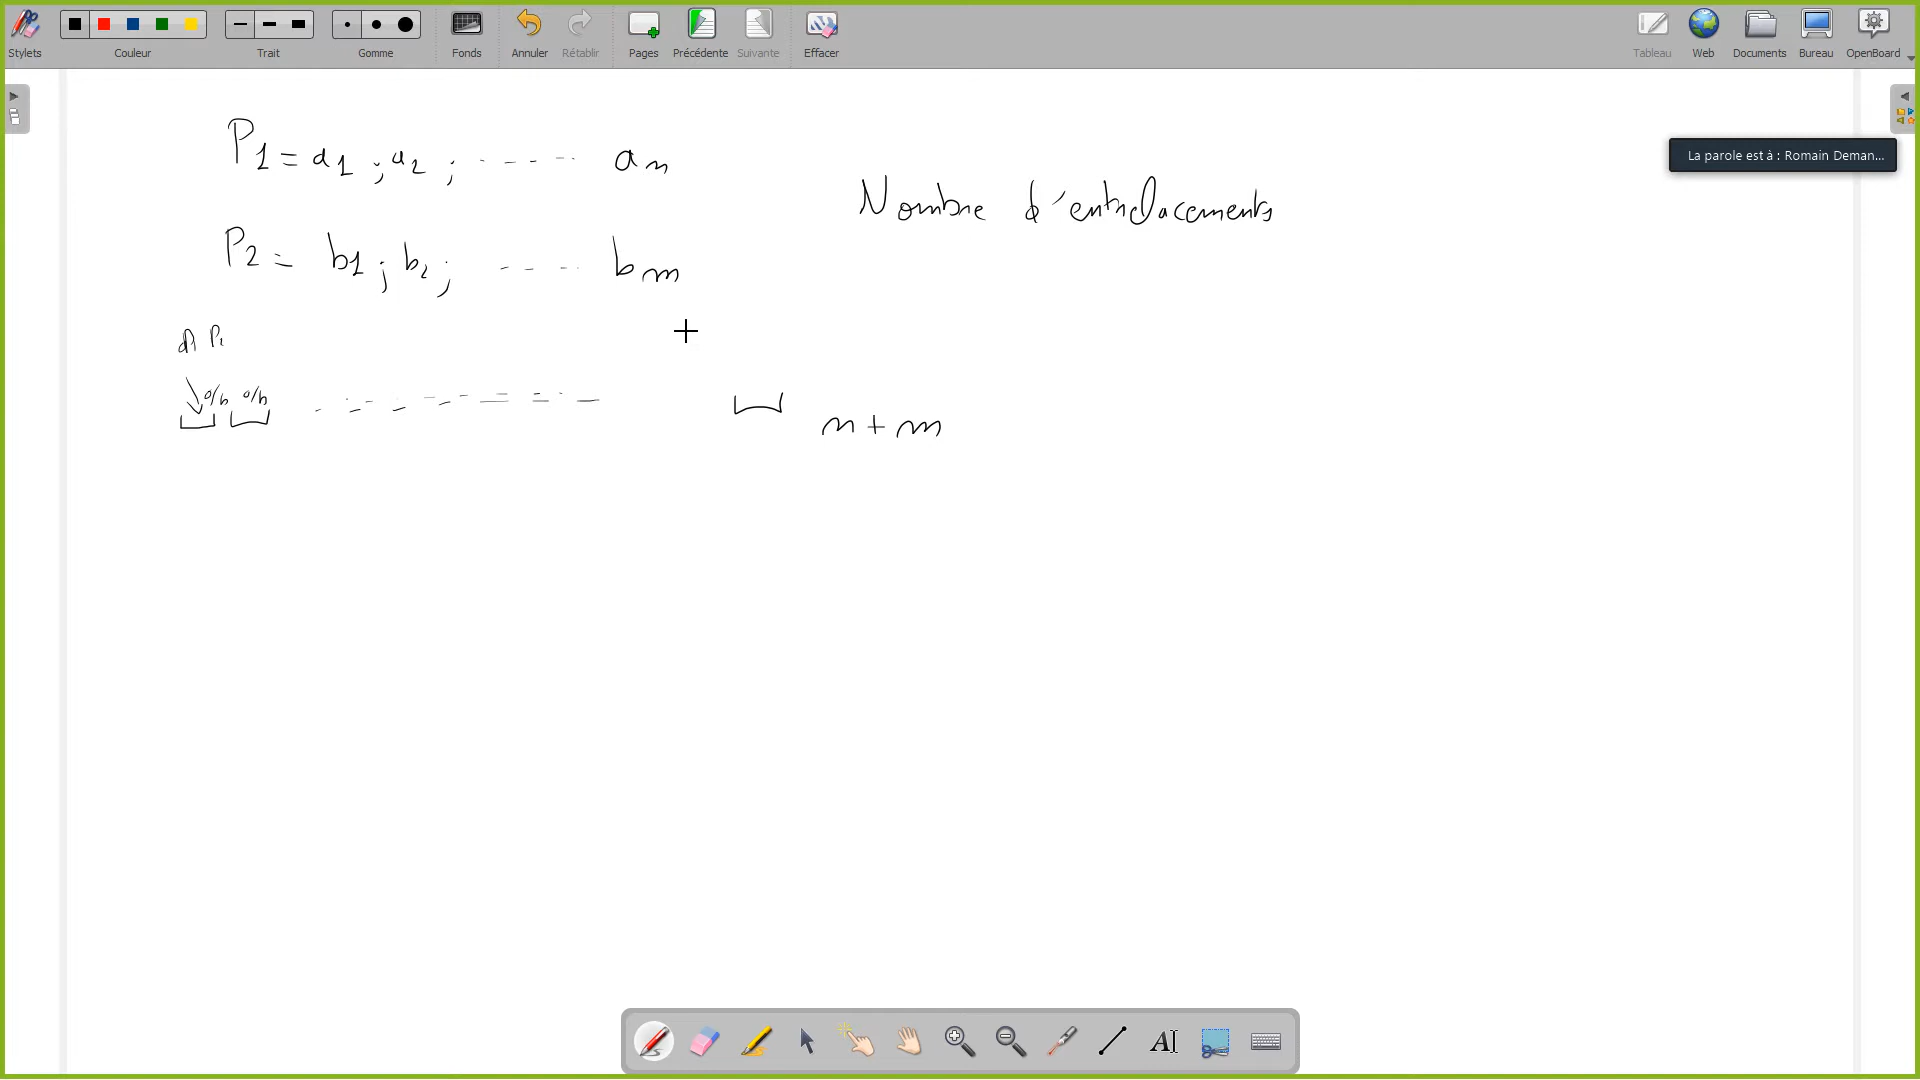 Stylets Couleur Trait Gomme Fonds Annuler Rétablir Pages Précédente Suivante Effacer Tableau Web Documents Bureau OpenBoard
La parole est à : Romain Deman...
P1 = a1 ; a2 ; ------ an
Nombre d'entrelacements
P2 = b1 ; b2 ; ---- bm
P1
a/b a/b
n + m